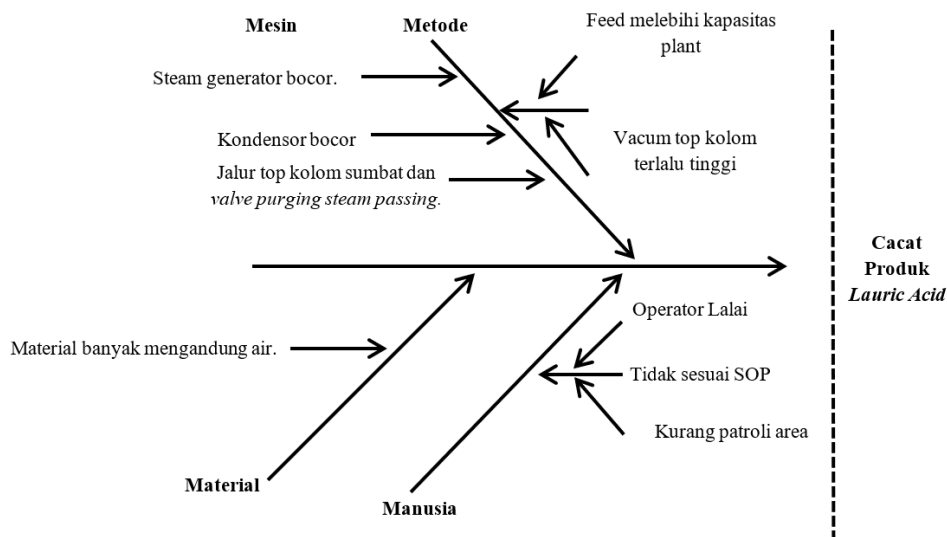 Mesin
Metode
Feed melebihi kapasitas
plant
Steam generator bocor.
Kondensor bocor
Vacum top kolom
terlalu tinggi
Jalur top kolom sumbat dan
valve purging steam passing.
Cacat
Produk
Lauric Acid
Operator Lalai
Material banyak mengandung air.
Tidak sesuai SOP
Kurang patroli area
Material
Manusia